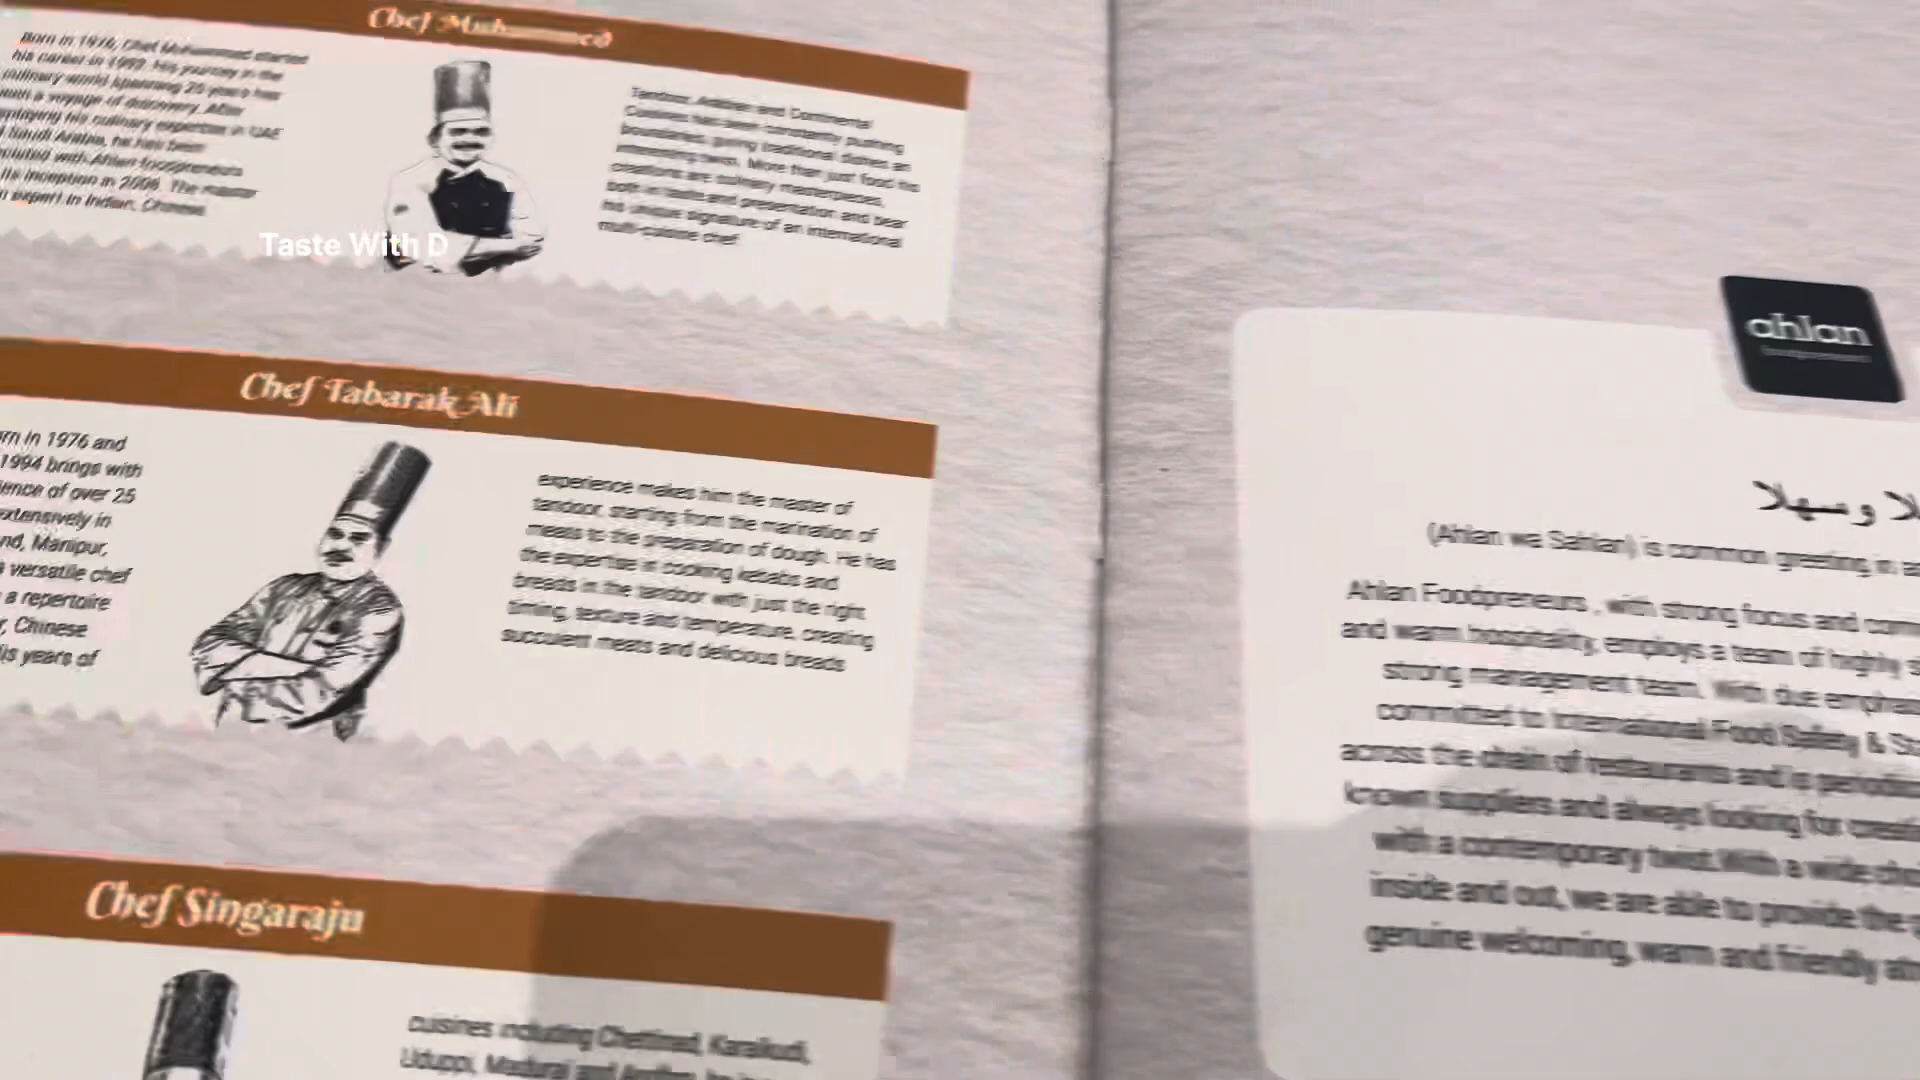 Chef Muhammed
Born in 1976, Chef Mohammed started
his career in 1992. His journey in the
culinary world spanning 25 years has
a voyage of discovery. After
his culinary expertise in UAE
Saudi Arabia, he has been
with Ahlan foodpreneurs
its inception in 2006. The master
expert in Indian, Chinese
Tandoor, Arabian and Continental
Cuisines has been constantly pushing
boundaries, giving traditional dishes an
interesting twist. More than just food his
creations are culinary masterpieces,
both in taste and presentation and bear
his unique signature of an international
multi-cuisine chef
Taste With D
Chef Tabarak Ali
rn in 1976 and
1994 brings with
ience of over 25
extensively in
nd, Manipur,
versatile chef
a repertoire
r, Chinese
is years of
experience makes him the master of
tandoor, starting from the marination of
meats to the preparation of dough. He has
the expertise in cooking kebabs and
breads in the tandoor with just the right
timing, texture and temperature, creating
succulent meats and delicious breads
Chef Singaraju
cuisines including Chettinad, Karaikudi,
Uduppi, Madurai and
ahlan
لا وسهلا
(Ahlan wa Sahlan) is common greeting in
Ahlan Foodpreneurs , with strong focus and
and warm hospitality, employs a team of highly
strong management team. With due emphas
committed to International Food Safety &
across the chain of restaurants and is
known suppliers and always looking for
with a contemporary twist. With a wide
inside and out, we are able to provide the
genuine welcoming, warm and friendly